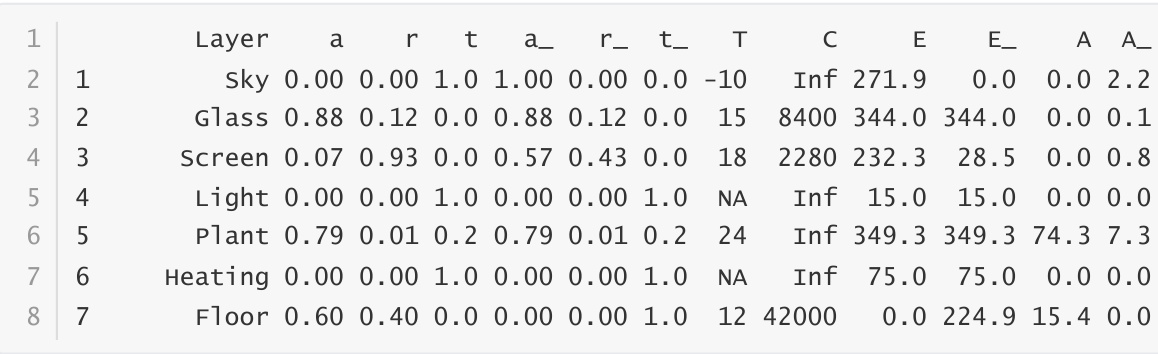 1 Layer a r t a_ r_ t_ T C E E_ A A_
2 1 Sky 0.00 0.00 1.0 1.00 0.00 0.0 -10 Inf 271.9 0.0 0.0 2.2
3 2 Glass 0.88 0.12 0.0 0.88 0.12 0.0 15 8400 344.0 344.0 0.0 0.1
4 3 Screen 0.07 0.93 0.0 0.57 0.43 0.0 18 2280 232.3 28.5 0.0 0.8
5 4 Light 0.00 0.00 1.0 0.00 0.00 1.0 NA Inf 15.0 15.0 0.0 0.0
6 5 Plant 0.79 0.01 0.2 0.79 0.01 0.2 24 Inf 349.3 349.3 74.3 7.3
7 6 Heating 0.00 0.00 1.0 0.00 0.00 1.0 NA Inf 75.0 75.0 0.0 0.0
8 7 Floor 0.60 0.40 0.0 0.00 0.00 1.0 12 42000 0.0 224.9 15.4 0.0